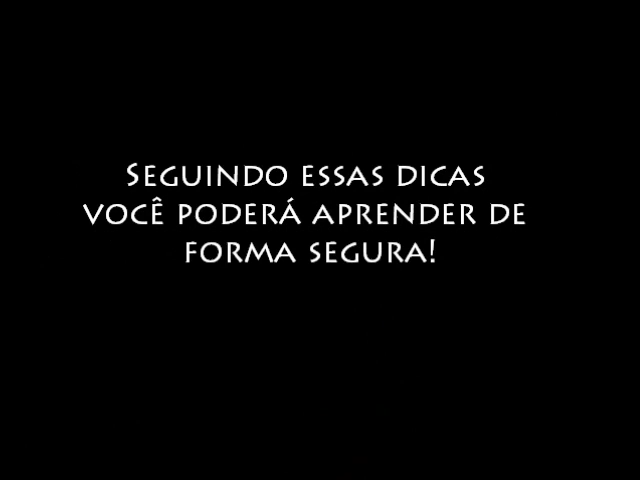 Seguindo essas dicas
você poderá aprender de
forma segura!